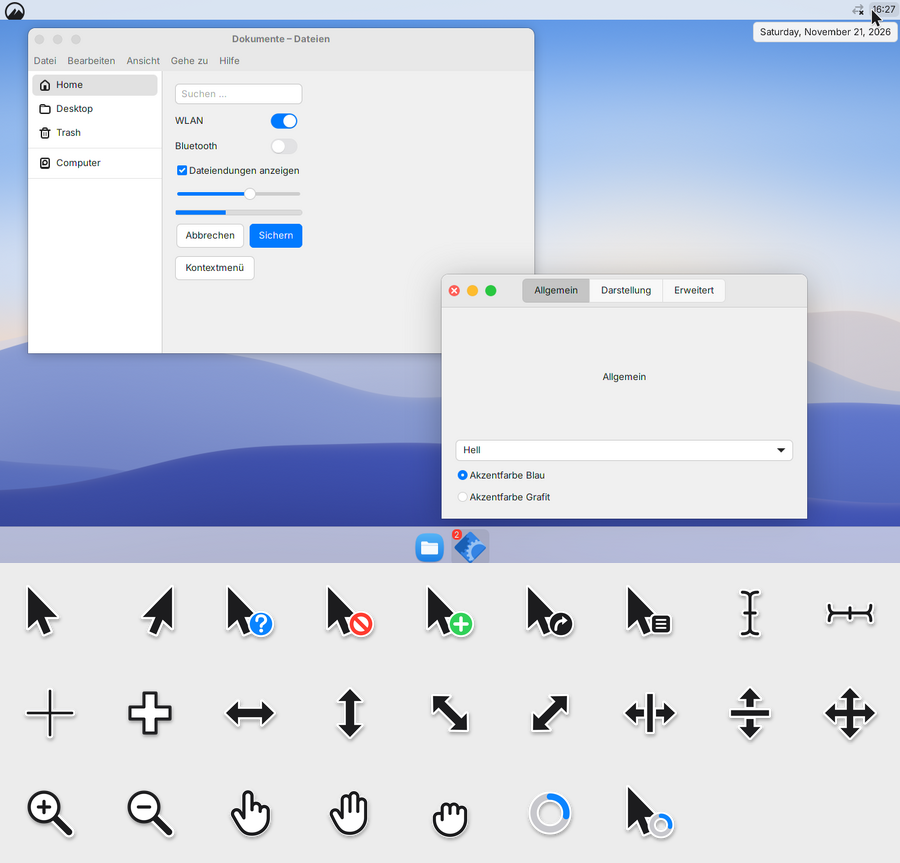 16:27
Saturday, November 21, 2026
Dokumente – Dateien
Datei Bearbeiten Ansicht Gehe zu Hilfe
Home
Desktop
Trash
Computer
Suchen ...
WLAN
Bluetooth
Dateiendungen anzeigen
Abbrechen Sichern
Kontextmenü
Allgemein Darstellung Erweitert
Allgemein
Hell
Akzentfarbe Blau
Akzentfarbe Grafit
2